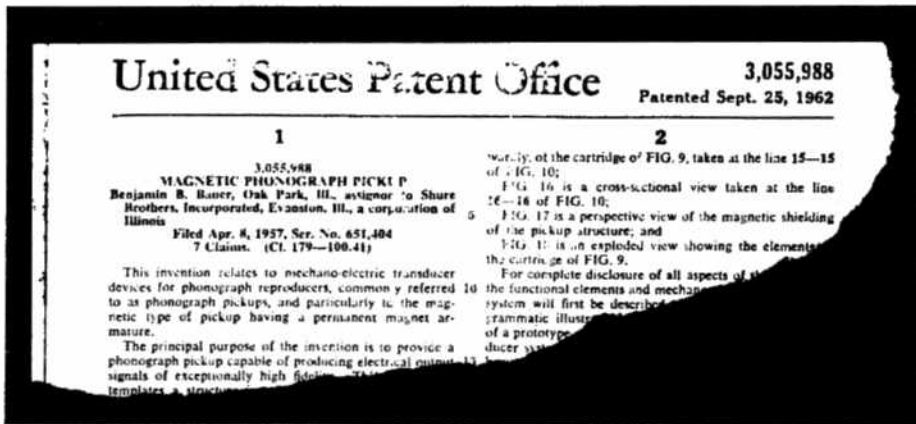 United States Patent Office
3,055,988
Patented Sept. 25, 1962
1
3,055,988
MAGNETIC PHONOGRAPH PICKUP
Benjamin B. Bauer, Oak Park, Ill., assignor to Shure
Brothers, Incorporated, Evanston, Ill., a corporation of
Illinois
Filed Apr. 8, 1957, Ser. No. 651,404
7 Claims. (Cl. 179—100.41)
This invention relates to mechano-electric transducer
devices for phonograph reproducers, commonly referred
to as phonograph pickups, and particularly to the mag-
netic type of pickup having a permanent magnet ar-
mature.
The principal purpose of the invention is to provide a
phonograph pickup capable of producing electrical output
signals of exceptionally high
templates a
5
10
2
of the cartridge of FIG. 9, taken at the line 15—15
of FIG. 10;
FIG. 16 is a cross-sectional view taken at the line
16—16 of FIG. 10;
FIG. 17 is a perspective view of the magnetic shielding
of the pickup structure; and
FIG. 18 is an exploded view showing the elements
the cartridge of FIG. 9.
For complete disclosure of all aspects of
the functional elements and
system will first be described
grammatic
of a prototype
ducer